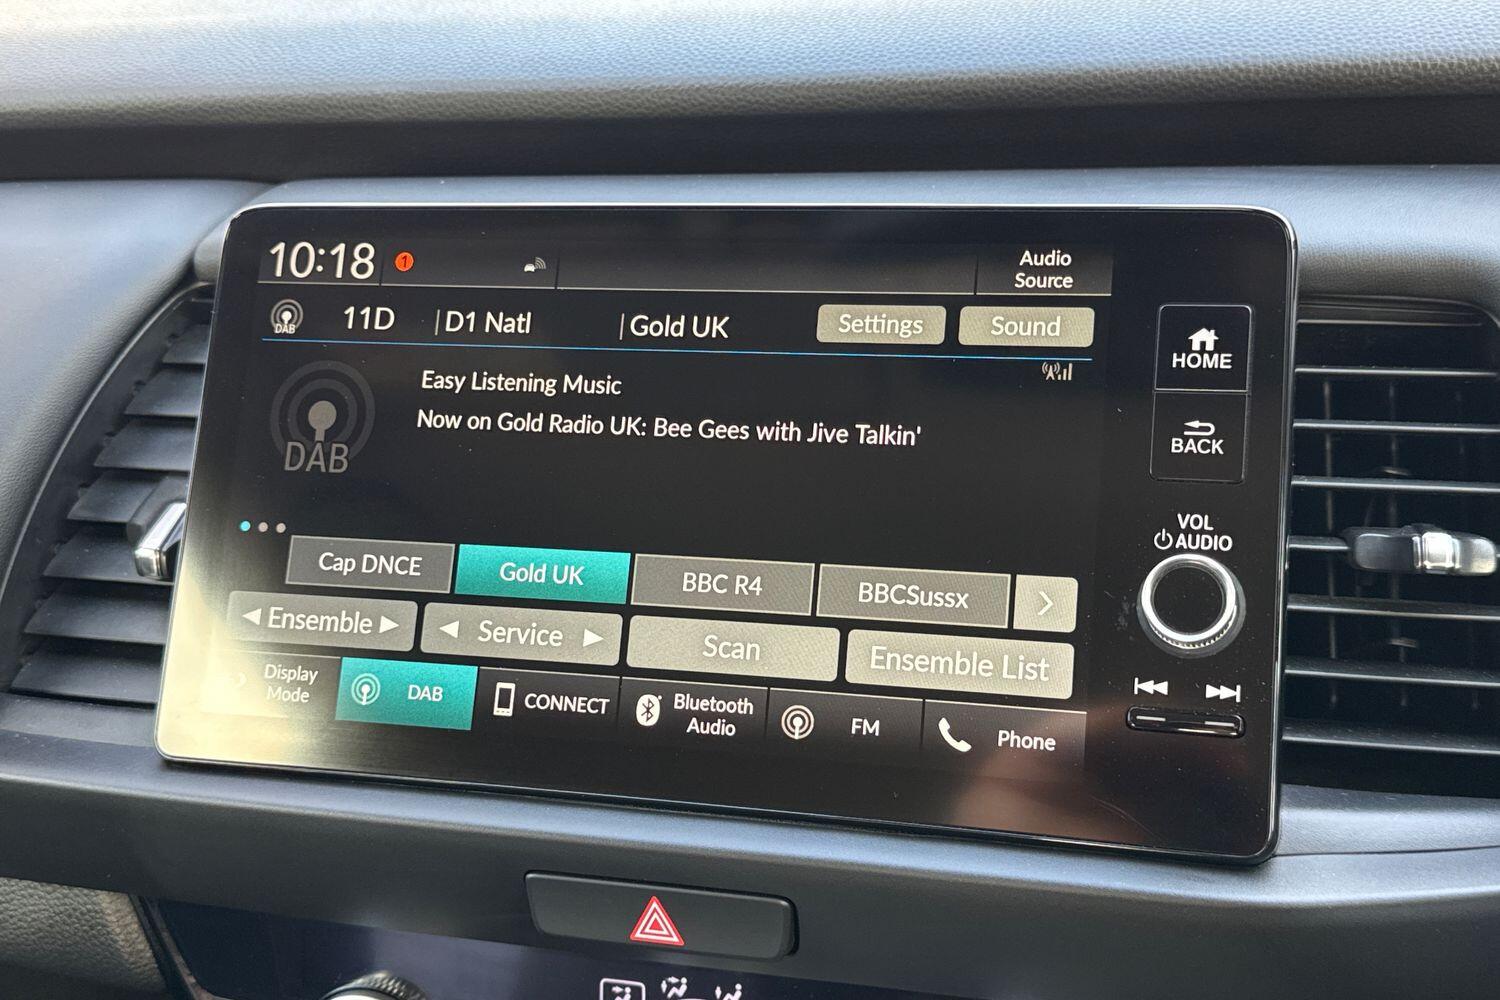 10:18 1
Audio
Source
DAB 11D | D1 Natl | Gold UK Settings Sound
Easy Listening Music
Now on Gold Radio UK: Bee Gees with Jive Talkin'
DAB
Cap DNCE Gold UK BBC R4 BBCSussx
Ensemble Service Scan Ensemble List
Display
Mode
DAB
CONNECT
Bluetooth
Audio
FM
Phone
HOME
BACK
VOL
AUDIO